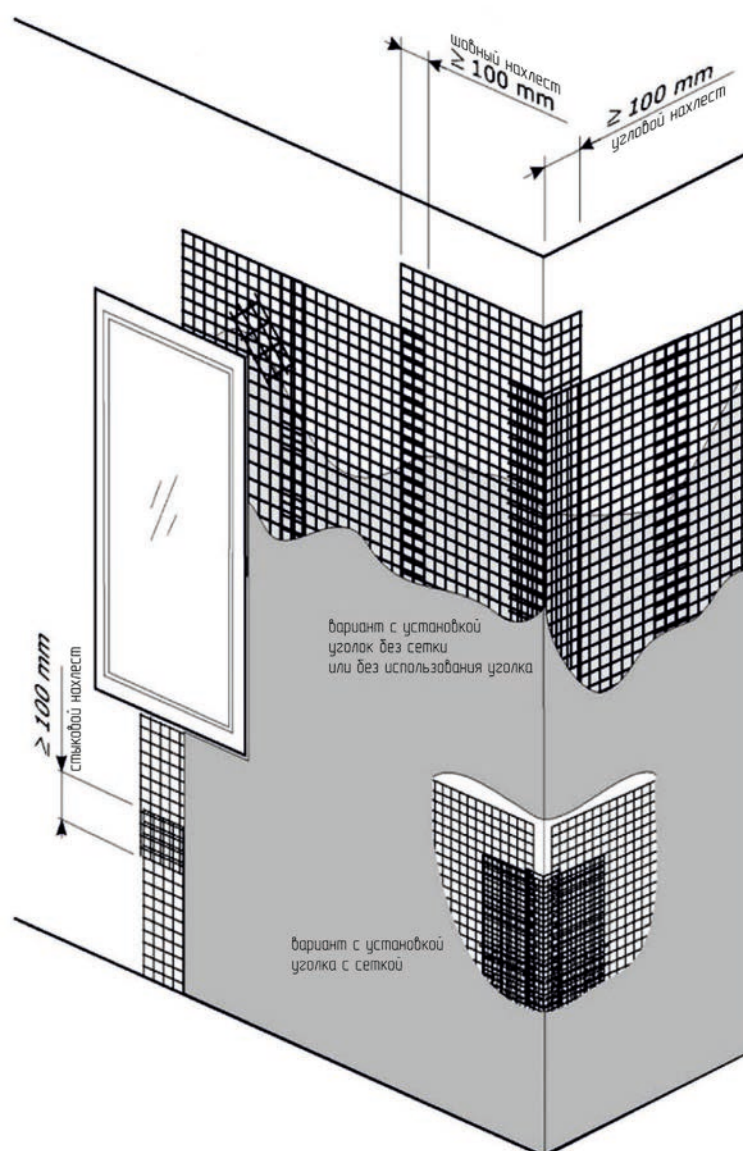 шовный нахлест
≥ 100 mm
≥ 100 mm
угловой нахлест
вариант с установкой
уголок без сетки
или без использования уголка
≥ 100 mm
стыковой нахлест
вариант с установкой
уголка с сеткой